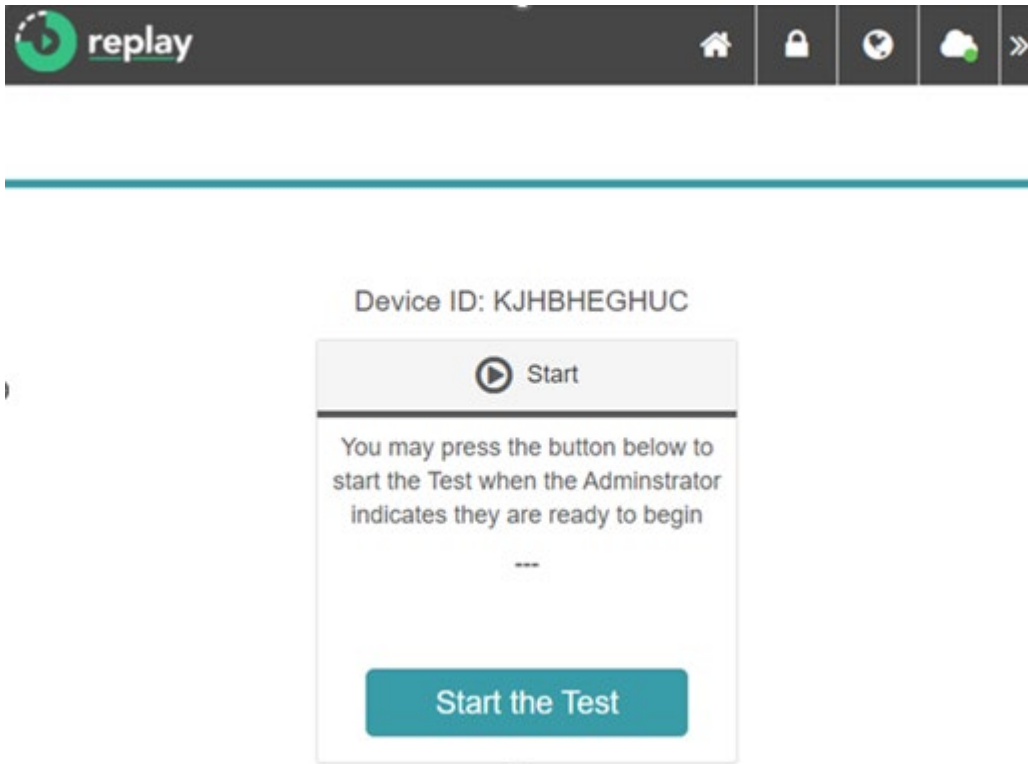 replay
Device ID: KJHBHEGHUC
Start
You may press the button below to
start the Test when the Adminstrator
indicates they are ready to begin
---
Start the Test